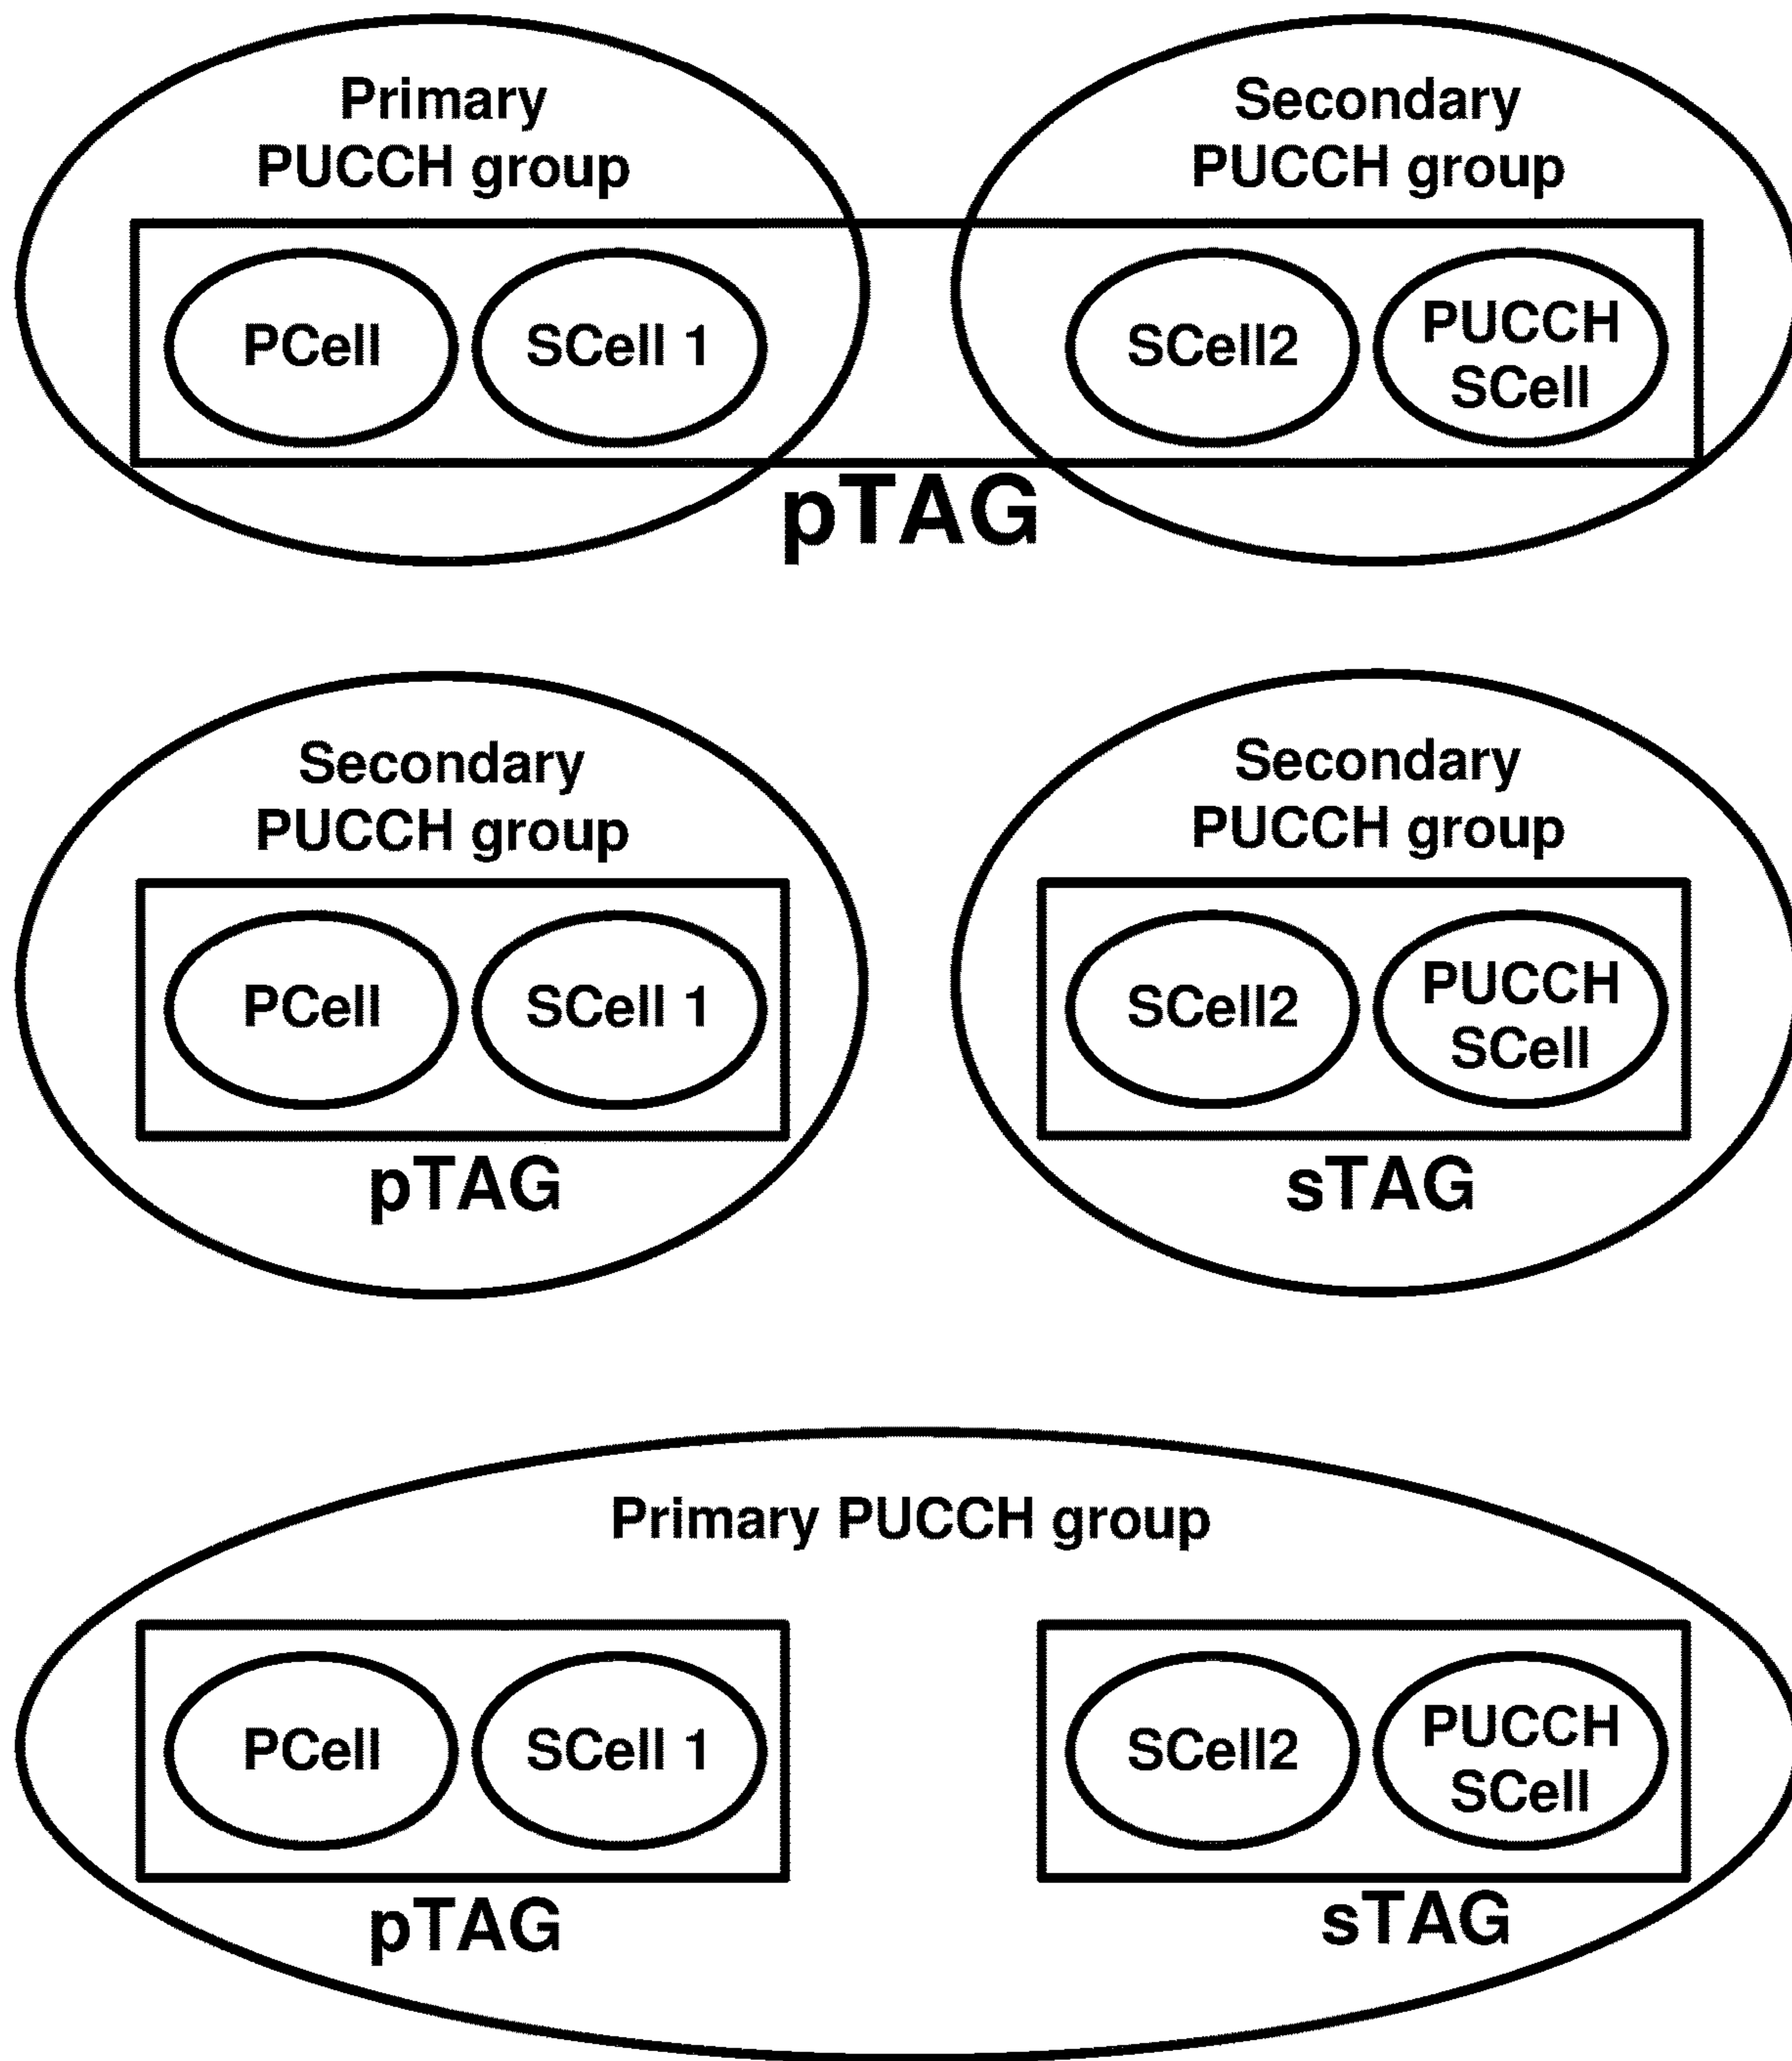 Primary
PUCCH group
Secondary
PUCCH group
PCell
SCell 1
SCell2
PUCCH
SCell
pTAG
Secondary
PUCCH group
Secondary
PUCCH group
PCell
SCell 1
SCell2
PUCCH
SCell
pTAG
sTAG
Primary PUCCH group
PCell
SCell 1
SCell2
PUCCH
SCell
pTAG
sTAG